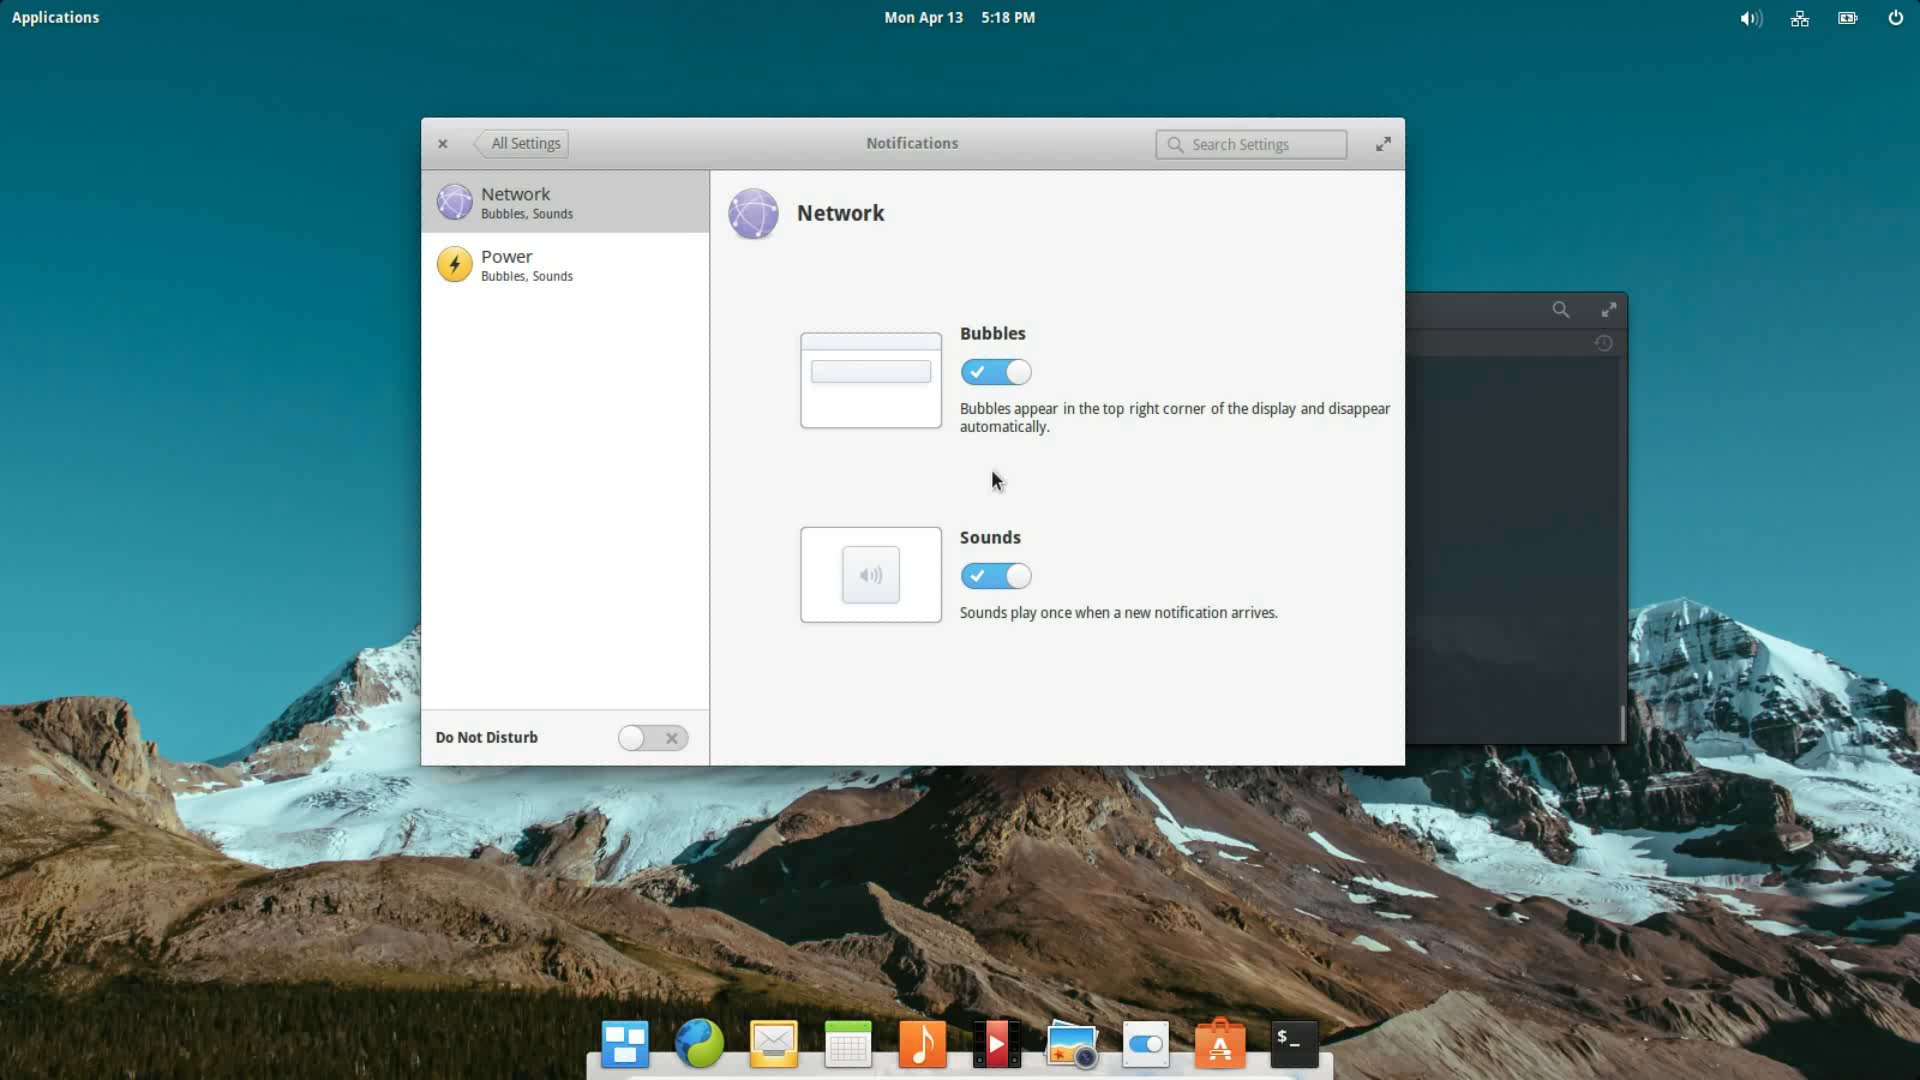 Applications
Mon Apr 13 5:18 PM
All Settings
Notifications
Search Settings
Network
Bubbles, Sounds
Power
Bubbles, Sounds
Network
Bubbles
Bubbles appear in the top right corner of the display and disappear
automatically.
Sounds
Sounds play once when a new notification arrives.
Do Not Disturb
$_